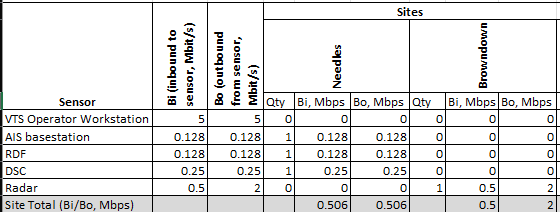 Sites
Bi (inbound to sensor, Mbit/s)
Bo (outbound from sensor, Mbit/s)
Needles
Browndown
Sensor Qty Bi, Mbps Bo, Mbps Qty Bi, Mbps Bo, Mbps
VTS Operator Workstation 5 5 0 0 0 0 0 0
AIS basestation 0.128 0.128 1 0.128 0.128 0 0 0
RDF 0.128 0.128 1 0.128 0.128 0 0 0
DSC 0.25 0.25 1 0.25 0.25 0 0 0
Radar 0.5 2 0 0 0 1 0.5 2
Site Total (Bi/Bo, Mbps) 0.506 0.506 0.5 2